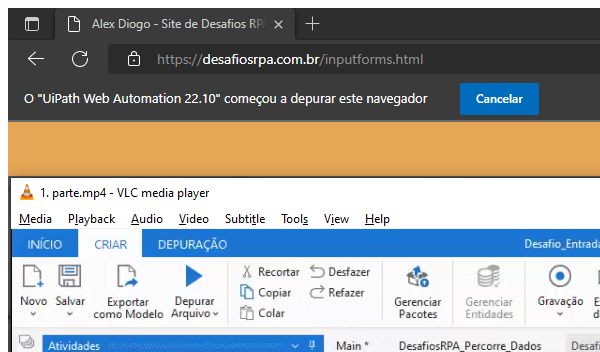 Alex Diogo - Site de Desafios RPA
https://desafiosrpa.com.br/inputforms.html
O "UiPath Web Automation 22.10" começou a depurar este navegador Cancelar
1. parte.mp4 - VLC media player
Media Playback Audio Video Subtitle Tools View Help
INÍCIO CRIAR DEPURAÇÃO Desafio_Entrada
Novo
Salvar
Exportar
como Modelo
Depurar
Arquivo
Recortar
Copiar
Colar
Desfazer
Refazer
Gerenciar
Pacotes
Gerenciar
Entidades
Gravação
Atividades Main * DesafiosRPA_Percorre_Dados